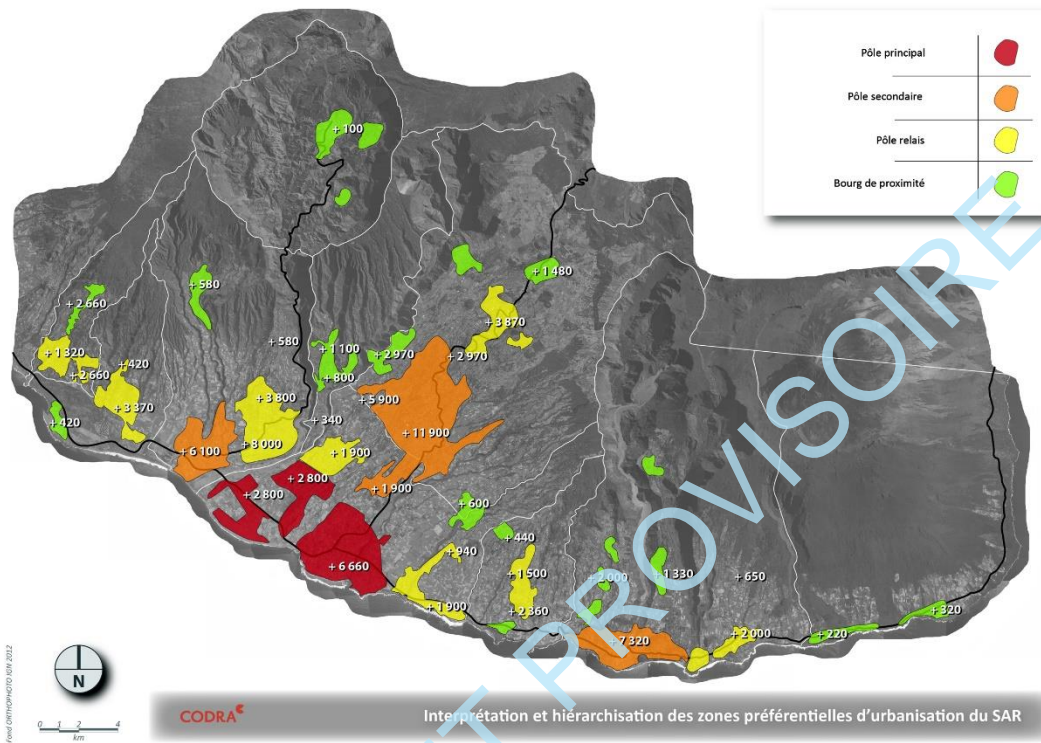 Pôle principal
Pôle secondaire
Pôle relais
Bourg de proximité
+ 100
+ 1 480
+ 580
+ 2 660
+ 3 870
+ 580
+ 1 100
+ 2 970
+ 2 970
+ 1 320
+ 420
+ 2 660
+ 800
+ 3 800
+ 5 900
+ 3 370
+ 420
+ 340
+ 11 900
+ 8 000
+ 6 100
+ 1 900
+ 2 800
+ 2 800
+ 1 900
+ 600
+ 440
+ 940
+ 6 660
+ 1 500
+ 2 000
+ 1 330
+ 650
+ 1 900
+ 2 360
+ 320
+ 7 320
+ 2 000
+ 220
T PROVISOIRE
N
0 1 2 4
km
Fond ORTHOPHOTO IGN 2012
CODRA
Interprétation et hiérarchisation des zones préférentielles d'urbanisation du SAR